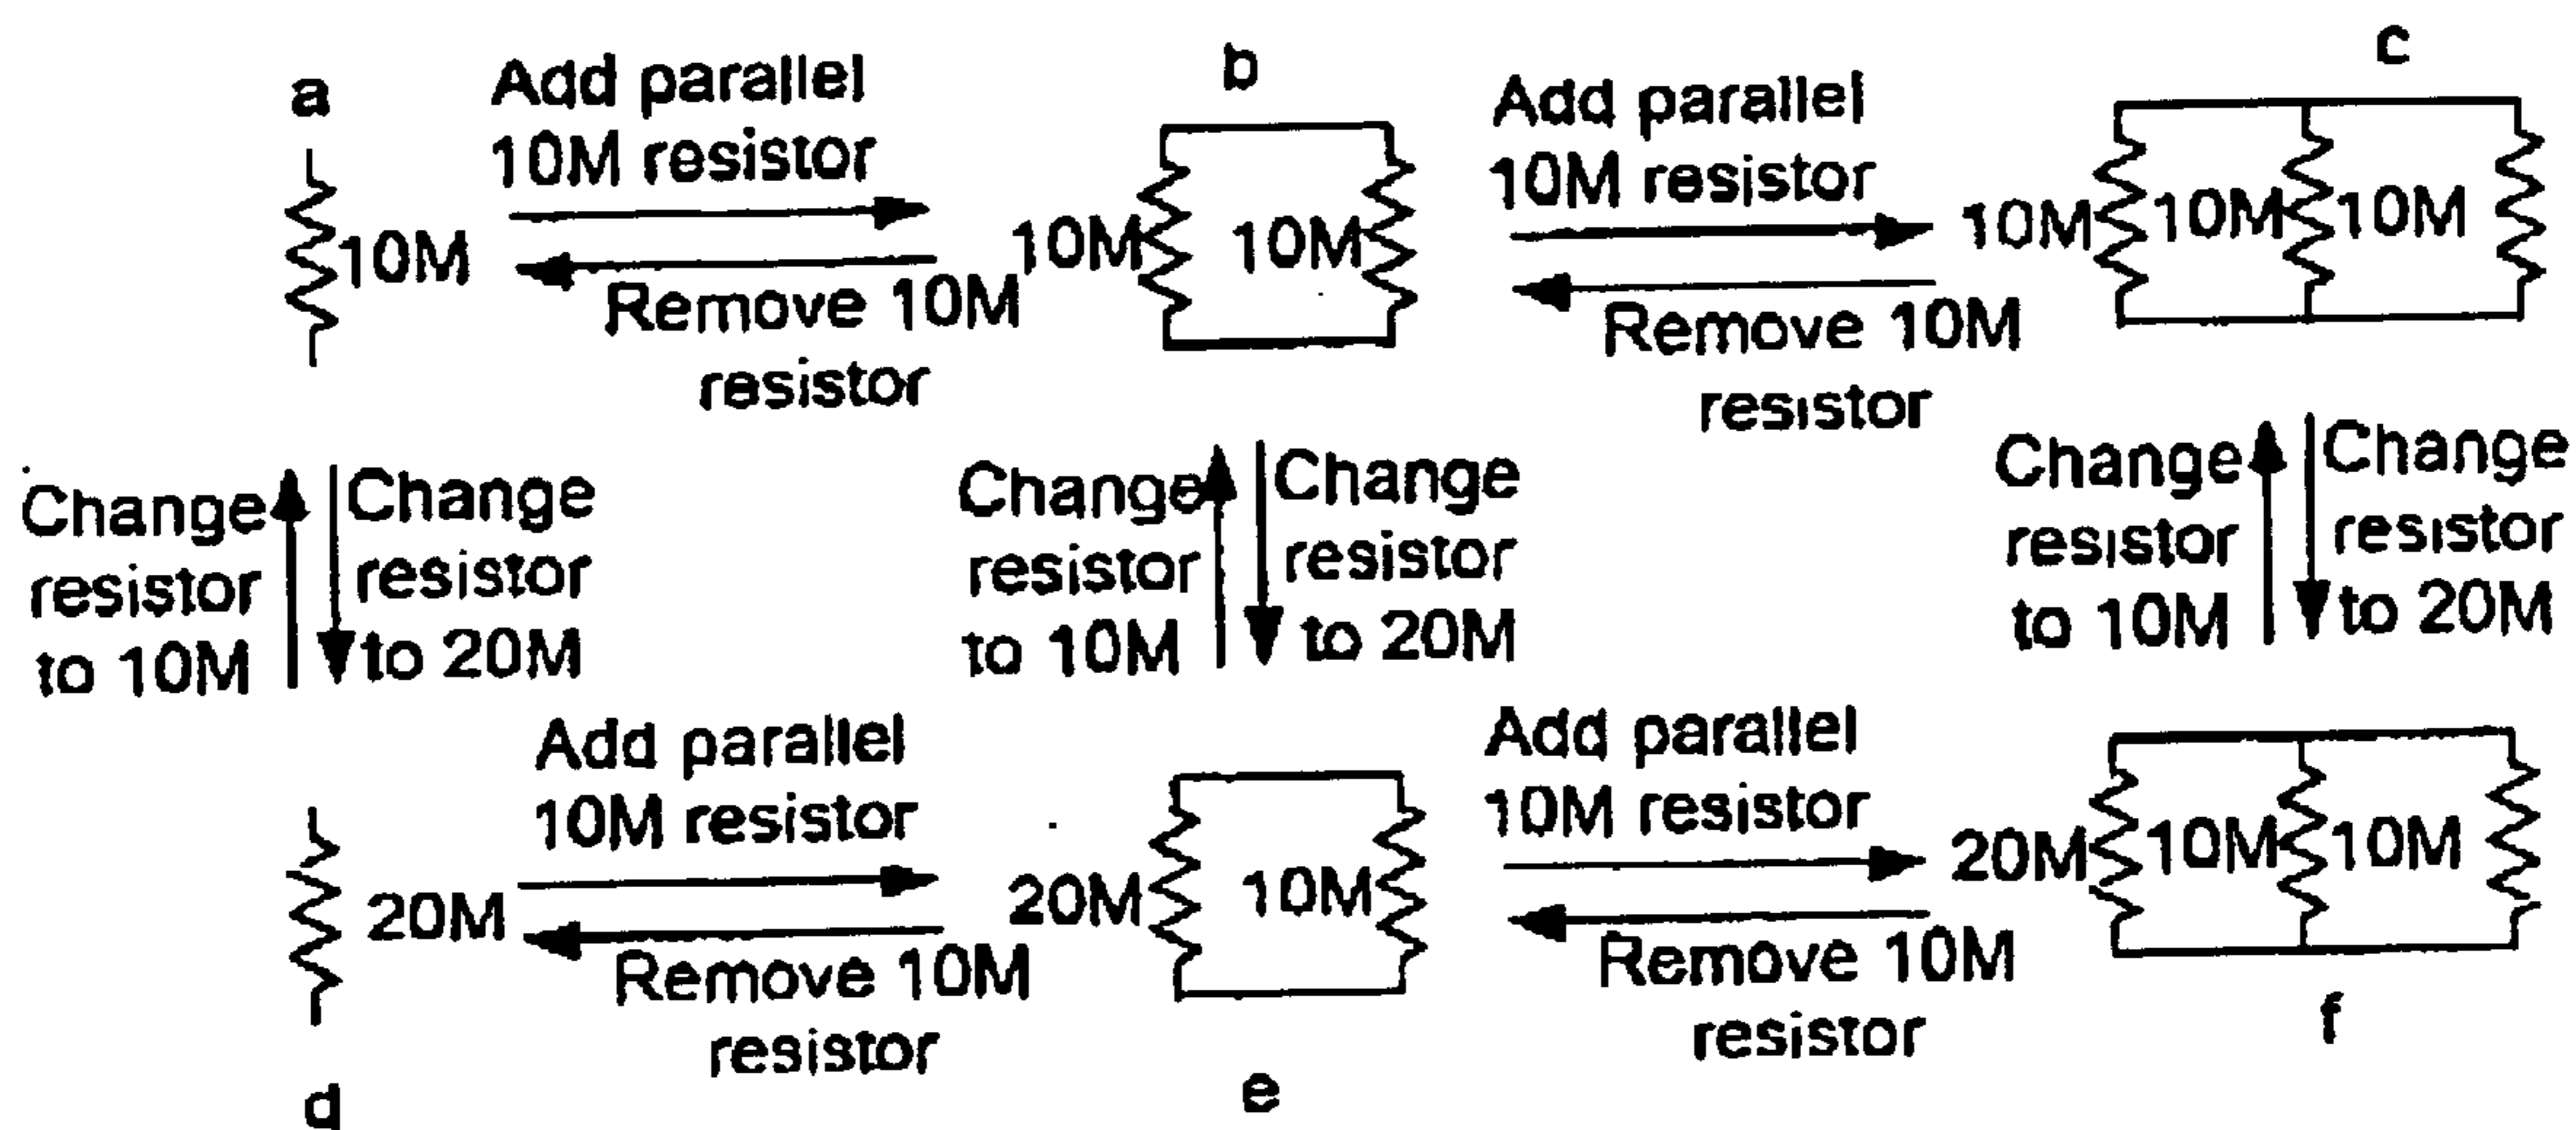 a
Add parallel
10M resistor
10M
Remove 10M
resistor
b
10M
10M
Add parallel
10M resistor
Remove 10M
resistor
c
10M
10M
10M
Change
resistor
to 10M
Change
resistor
to 20M
Change
resistor
to 10M
Change
resistor
to 20M
Change
resistor
to 10M
Change
resistor
to 20M
Add parallel
10M resistor
20M
Remove 10M
resistor
d
20M
10M
e
Add parallel
10M resistor
Remove 10M
resistor
20M
10M
10M
f